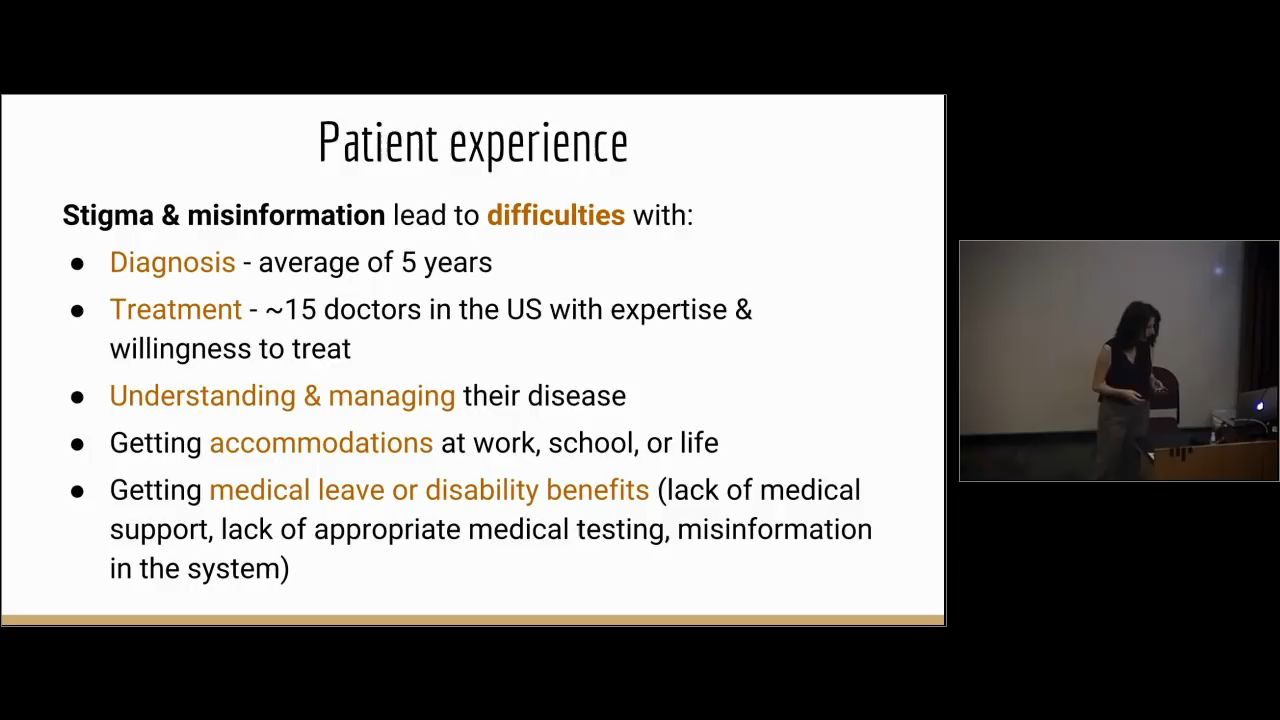 Patient experience
Stigma & misinformation lead to difficulties with:
● Diagnosis - average of 5 years
● Treatment - ~15 doctors in the US with expertise &
willingness to treat
● Understanding & managing their disease
● Getting accommodations at work, school, or life
● Getting medical leave or disability benefits (lack of medical
support, lack of appropriate medical testing, misinformation
in the system)